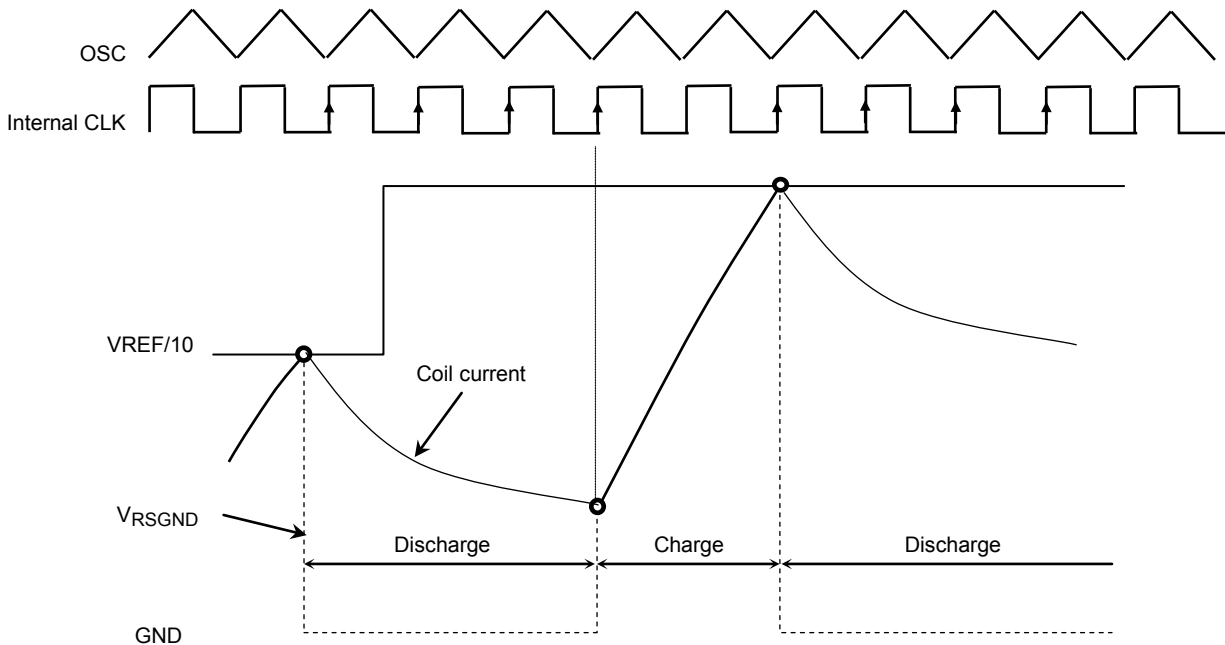 OSC
Internal CLK
VREF/10
Coil current
VRSGND
Discharge
Charge
Discharge
GND